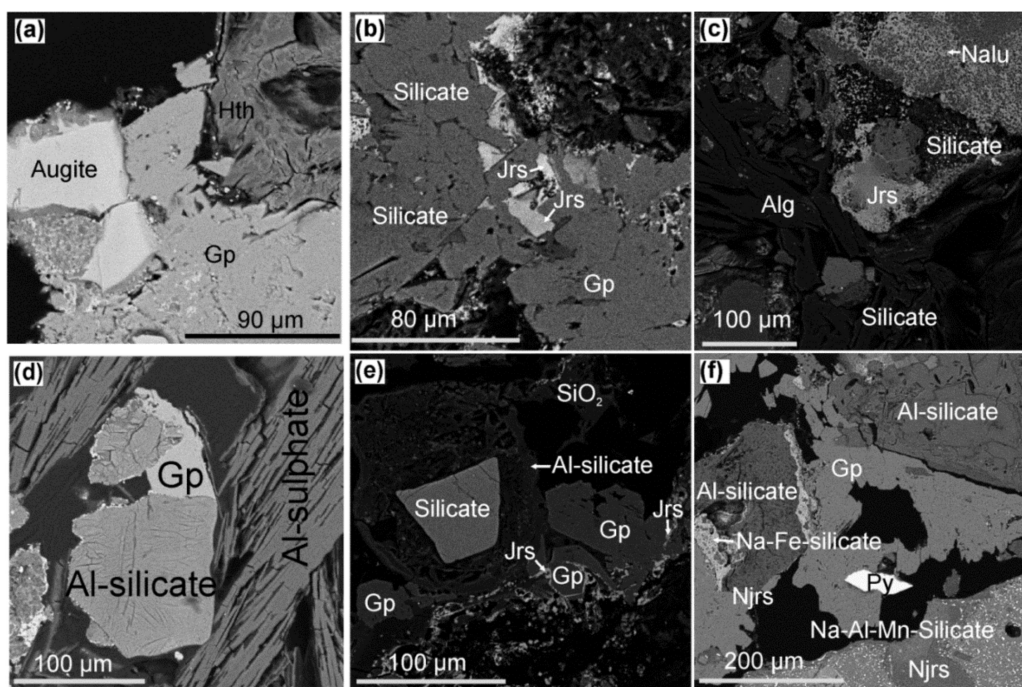 (a)
Hth
Augite
Gp
90 µm
(b)
Silicate
Jrs
Jrs
Silicate
Gp
80 µm
(c)
Nalu
Silicate
Jrs
Alg
100 µm
Silicate
(d)
Gp
Al-sulphate
Al-silicate
100 µm
(e)
SiO₂
Al-silicate
Silicate
Gp
Jrs
Jrs
Gp
Gp
100 µm
(f)
Al-silicate
Gp
Al-silicate
Na-Fe-silicate
Py
Njrs
Na-Al-Mn-Silicate
200 µm
Njrs